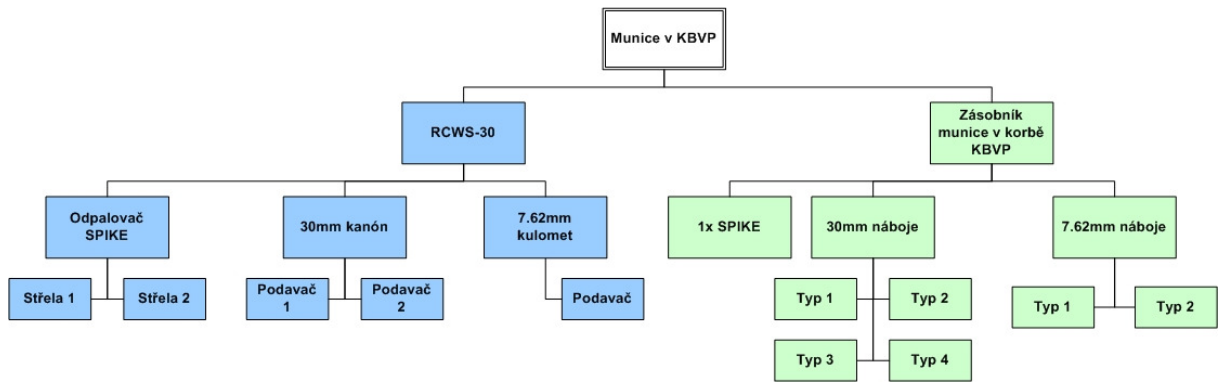 Munice v KBVP
RCWS-30
Zásobník
munice v korbě
KBVP
Odpalovač
SPIKE
30mm kanón
7.62mm
kulomet
1x SPIKE
30mm náboje
7.62mm náboje
Střela 1
Střela 2
Podavač
1
Podavač
2
Podavač
Typ 1
Typ 2
Typ 3
Typ 4
Typ 1
Typ 2